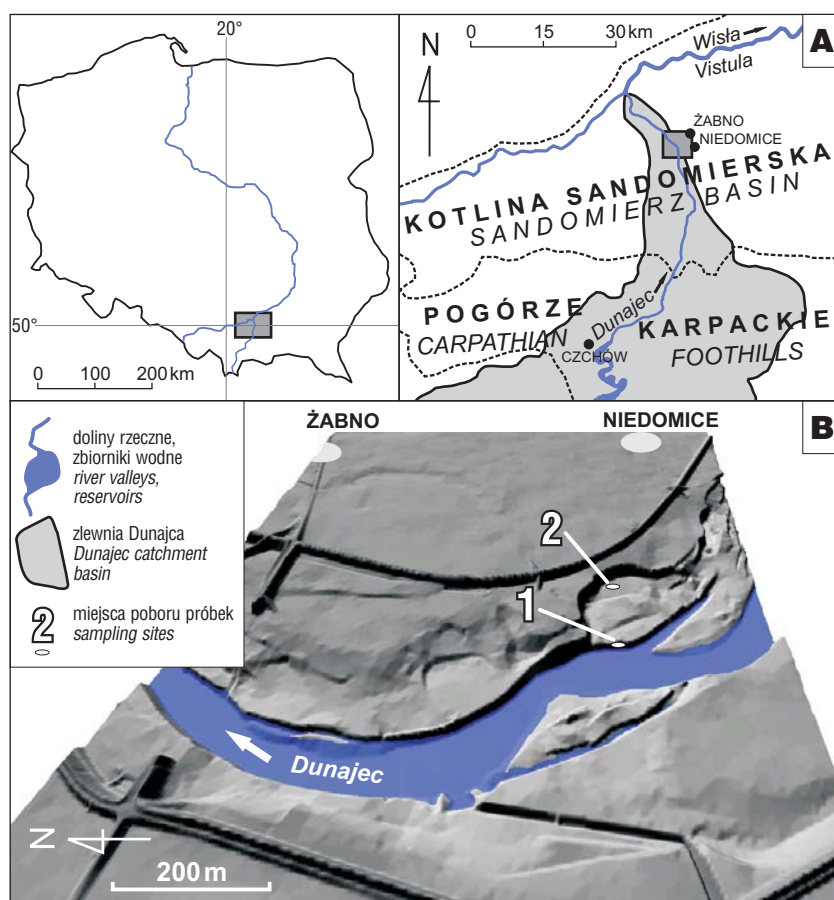 20°
50°
0 100 200 km
A
N
0 15 30 km
Wisła
Vistula
ŻABNO
NIEDOMICE
KOTLINA SANDOMIERSKA
SANDOMIERZ BASIN
Dunajec
POGÓRZE KARPACKIE
CARPATHIAN FOOTHILLS
CZCHÓW
B
ŻABNO NIEDOMICE
doliny rzeczne,
zbiorniki wodne
river valleys,
reservoirs
zlewnia Dunajca
Dunajec catchment
basin
2 miejsca poboru próbek
sampling sites
2
1
Dunajec
N
200 m